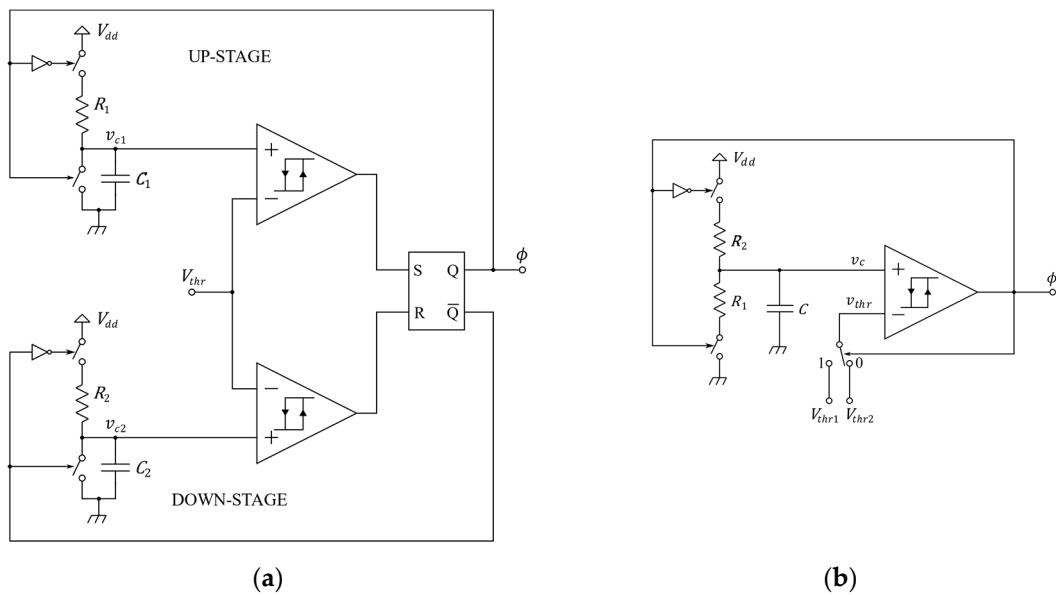 V_dd
UP-STAGE
R_1
v_c1
C_1
+
−
V_thr
S Q
R Q̅
ϕ
V_dd
R_2
−
+
v_c2
C_2
DOWN-STAGE
(a)
V_dd
R_2
v_c
+
R_1
C
v_thr
−
ϕ
1 0
V_thr1 V_thr2
(b)